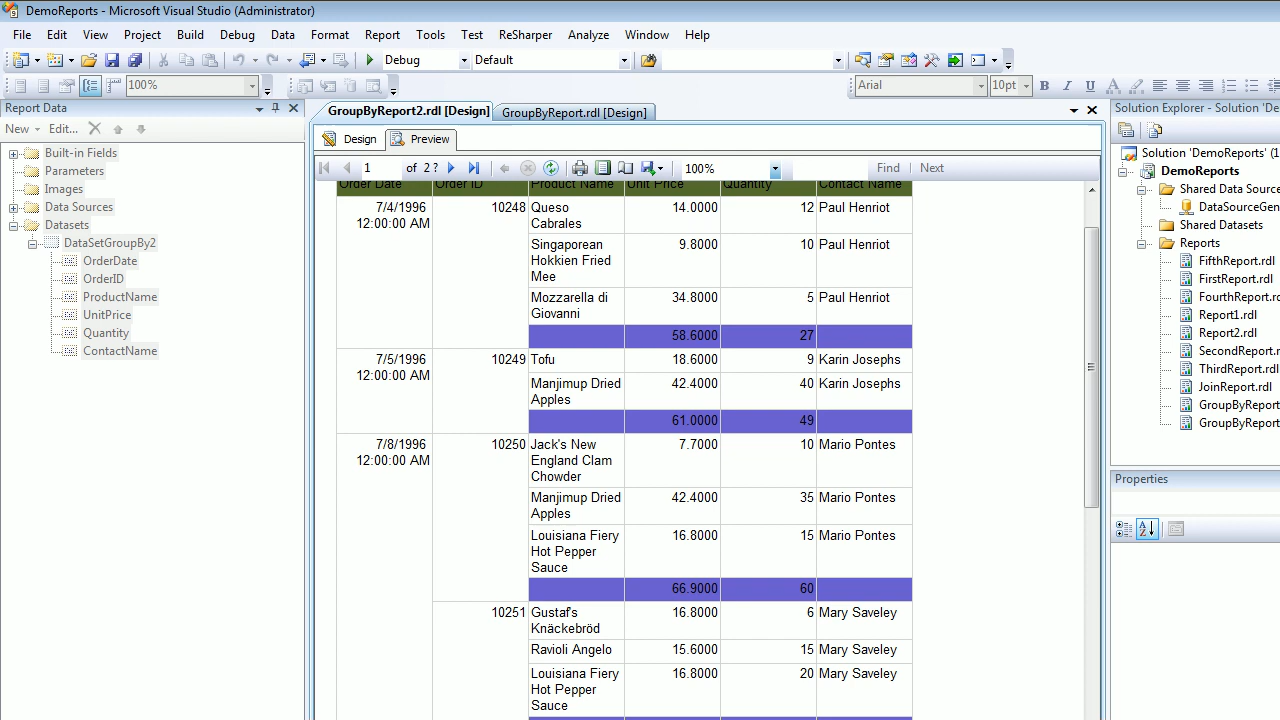 DemoReports - Microsoft Visual Studio (Administrator)
File Edit View Project Build Debug Data Format Report Tools Test ReSharper Analyze Window Help
Debug Default
100% Arial 10pt B I U A
Report Data
GroupByReport2.rdl [Design] GroupByReport.rdl [Design]
Solution Explorer - Solution 'De
New Edit...
Design Preview
1 of 2 ? 100% Find Next
Built-in Fields
Parameters
Images
Data Sources
Datasets
DataSetGroupBy2
OrderDate
OrderID
ProductName
UnitPrice
Quantity
ContactName
Order Date Order ID Product Name Unit Price Quantity Contact Name
7/4/1996 10248 Queso 14.0000 12 Paul Henriot
12:00:00 AM Cabrales
Singaporean 9.8000 10 Paul Henriot
Hokkien Fried
Mee
Mozzarella di 34.8000 5 Paul Henriot
Giovanni
58.6000 27
7/5/1996 10249 Tofu 18.6000 9 Karin Josephs
12:00:00 AM
Manjimup Dried 42.4000 40 Karin Josephs
Apples
61.0000 49
7/8/1996 10250 Jack's New 7.7000 10 Mario Pontes
12:00:00 AM England Clam
Chowder
Manjimup Dried 42.4000 35 Mario Pontes
Apples
Louisiana Fiery 16.8000 15 Mario Pontes
Hot Pepper
Sauce
66.9000 60
10251 Gustaf's 16.8000 6 Mary Saveley
Knäckebröd
Ravioli Angelo 15.6000 15 Mary Saveley
Louisiana Fiery 16.8000 20 Mary Saveley
Hot Pepper
Sauce
Solution 'DemoReports' (1
DemoReports
Shared Data Source
DataSourceGen
Shared Datasets
Reports
FifthReport.rdl
FirstReport.rdl
FourthReport.rdl
Report1.rdl
Report2.rdl
SecondReport.r
ThirdReport.rdl
JoinReport.rdl
GroupByReport
GroupByReport
Properties